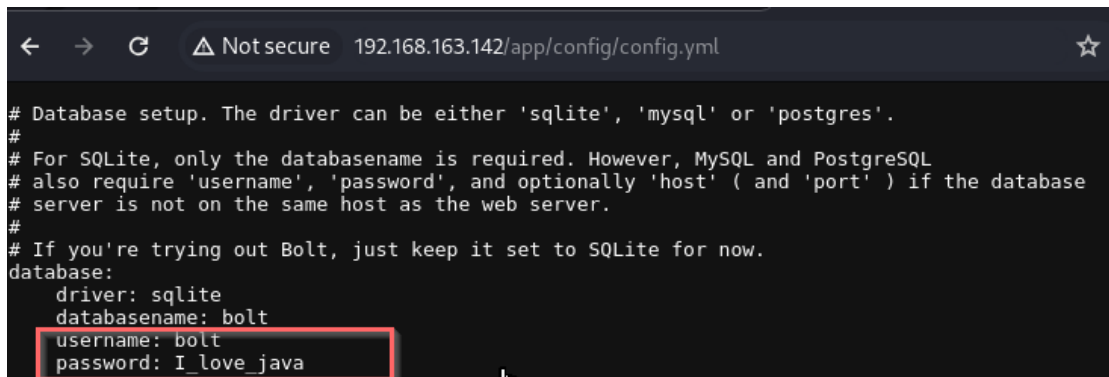 Not secure 192.168.163.142/app/config/config.yml
# Database setup. The driver can be either 'sqlite', 'mysql' or 'postgres'.
#
# For SQLite, only the databasename is required. However, MySQL and PostgreSQL
# also require 'username', 'password', and optionally 'host' ( and 'port' ) if the database
# server is not on the same host as the web server.
#
# If you're trying out Bolt, just keep it set to SQLite for now.
database:
    driver: sqlite
    databasename: bolt
    username: bolt
    password: I_love_java